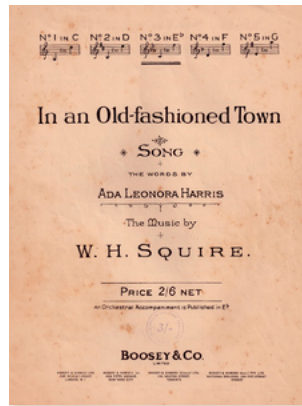 Nº 1 IN C Nº 2 IN D Nº 3 IN E♭ Nº 4 IN F Nº 5 IN G
In an Old-fashioned Town
SONG
THE WORDS BY
ADA LEONORA HARRIS
The Music by
W. H. SQUIRE.
PRICE 2/6 NET
An Orchestral Accompaniment is Published in E♭
3/-
BOOSEY & CO.
LIMITED